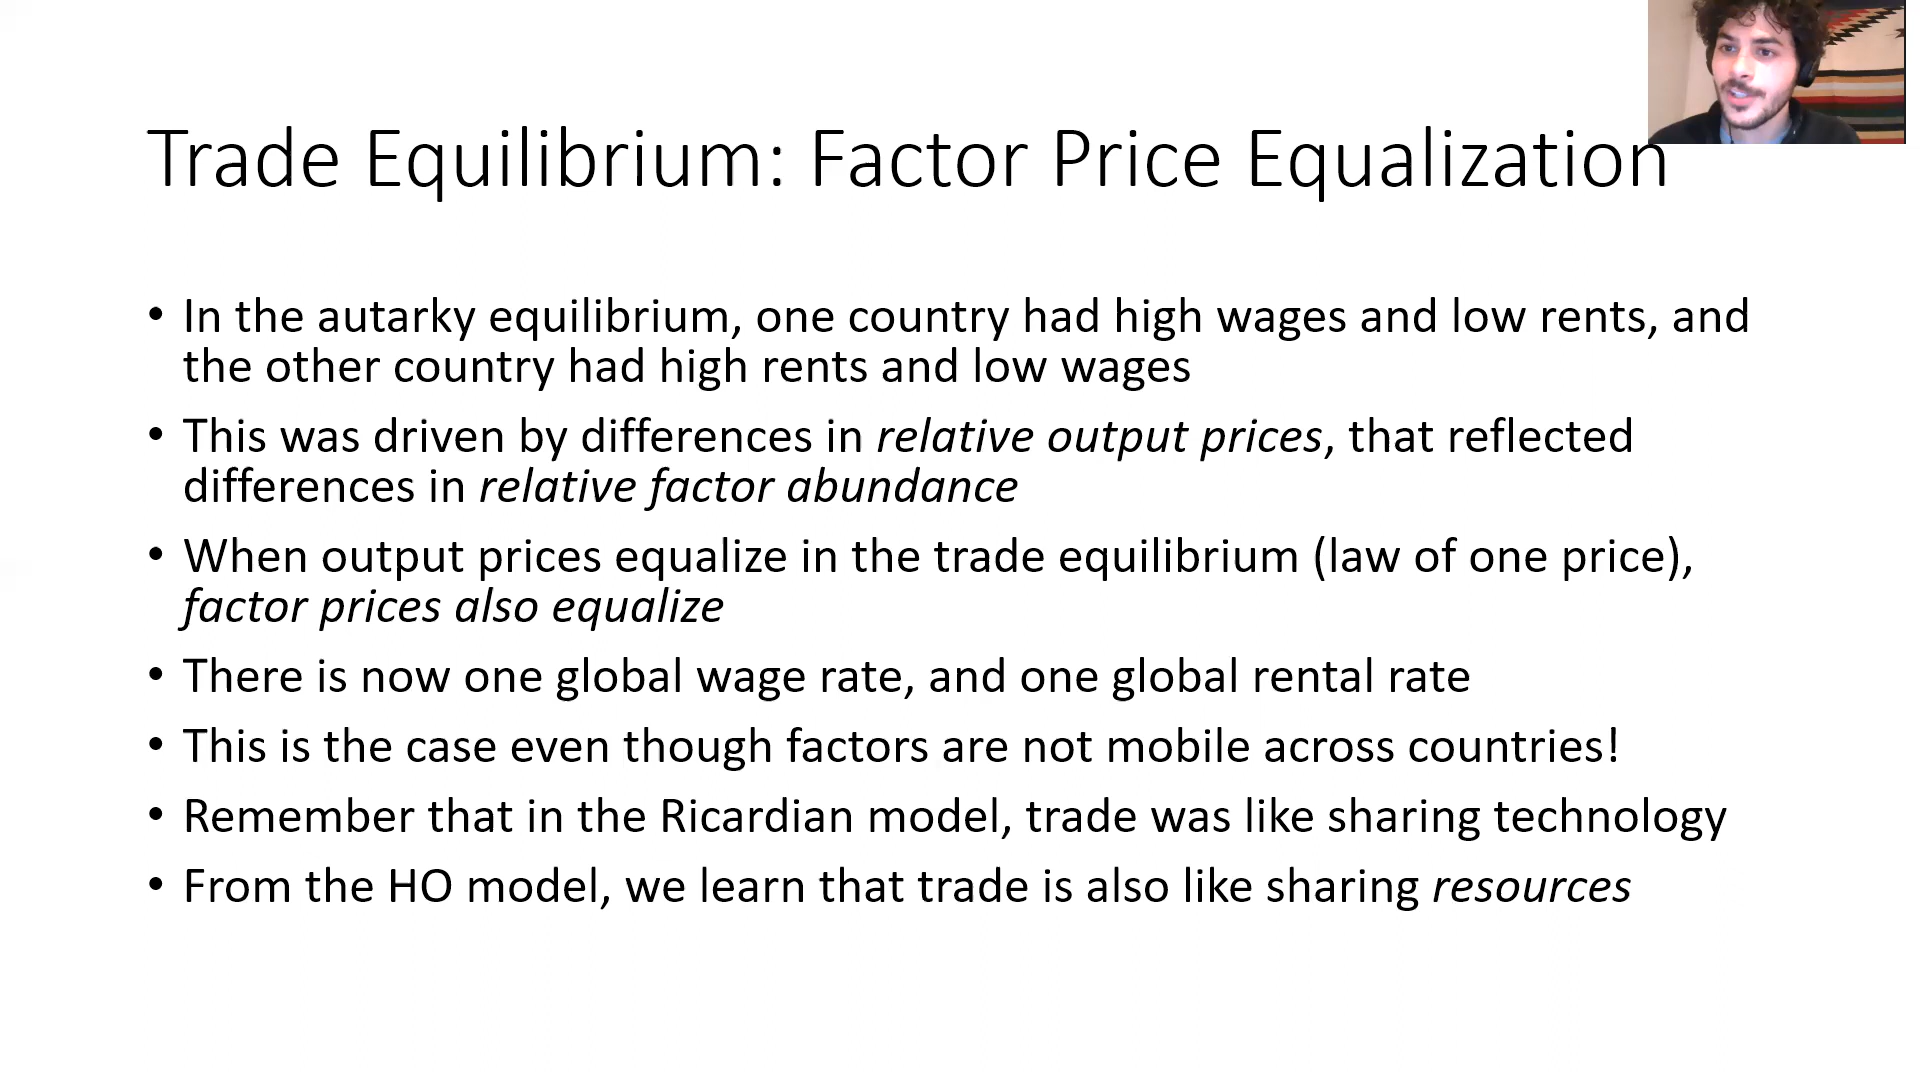 Trade Equilibrium: Factor Price Equalization
• In the autarky equilibrium, one country had high wages and low rents, and
the other country had high rents and low wages
• This was driven by differences in relative output prices, that reflected
differences in relative factor abundance
• When output prices equalize in the trade equilibrium (law of one price),
factor prices also equalize
• There is now one global wage rate, and one global rental rate
• This is the case even though factors are not mobile across countries!
• Remember that in the Ricardian model, trade was like sharing technology
• From the HO model, we learn that trade is also like sharing resources